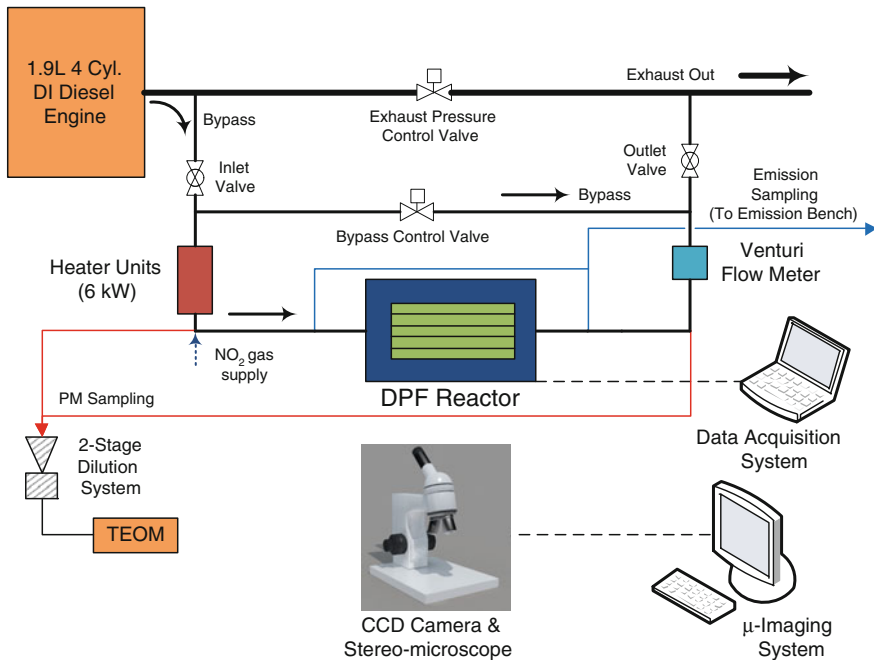 1.9L 4 Cyl.
DI Diesel
Engine
Bypass
Exhaust Pressure
Control Valve
Exhaust Out
Inlet
Valve
Outlet
Valve
Bypass
Bypass Control Valve
Emission
Sampling
(To Emission Bench)
Heater Units
(6 kW)
Venturi
Flow Meter
NO₂ gas
supply
DPF Reactor
PM Sampling
2-Stage
Dilution
System
TEOM
Data Acquisition
System
CCD Camera &
Stereo-microscope
μ-Imaging
System